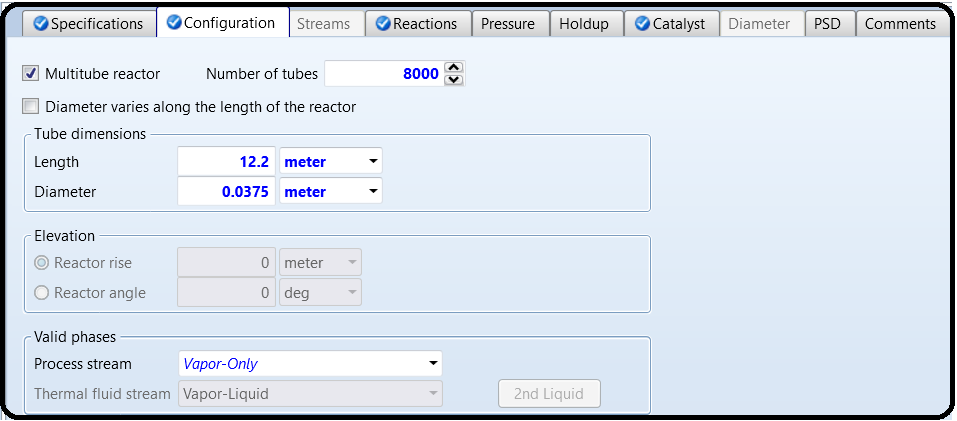 Specifications Configuration Streams Reactions Pressure Holdup Catalyst Diameter PSD Comments
Multitube reactor Number of tubes 8000
Diameter varies along the length of the reactor
Tube dimensions
Length 12.2 meter
Diameter 0.0375 meter
Elevation
Reactor rise 0 meter
Reactor angle 0 deg
Valid phases
Process stream Vapor-Only
Thermal fluid stream Vapor-Liquid 2nd Liquid